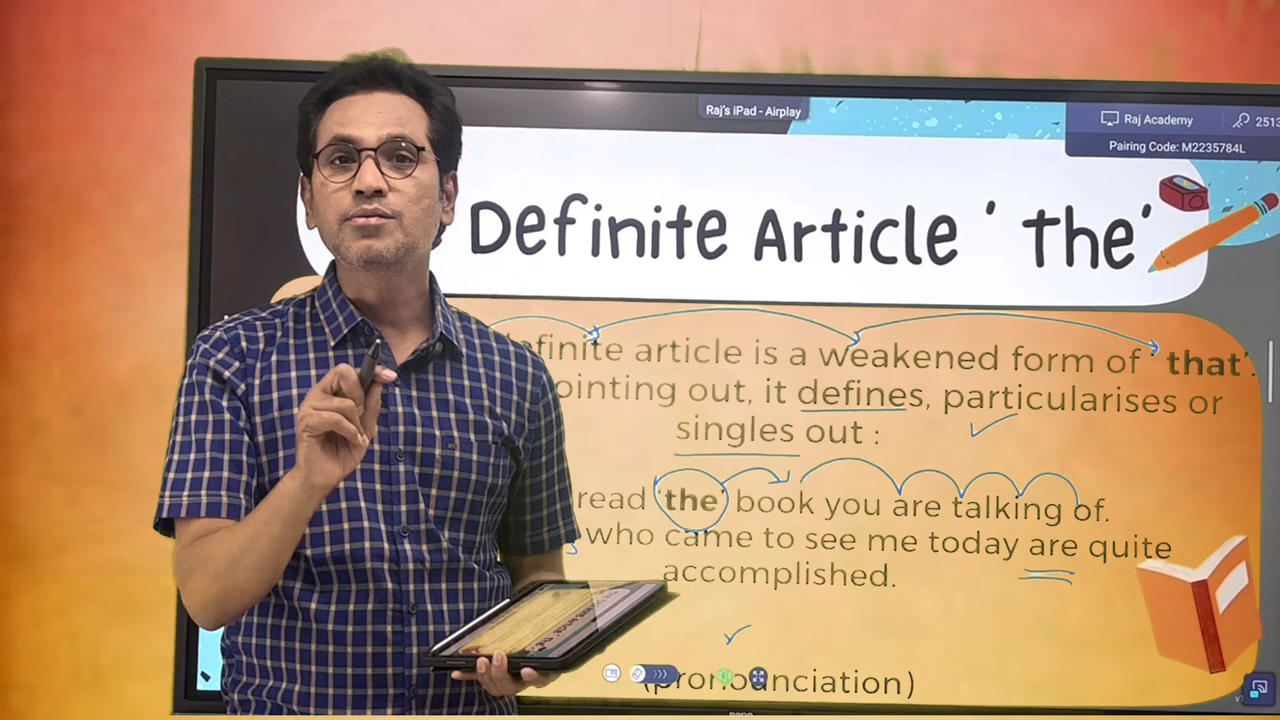 Raj's iPad - Airplay
Raj Academy
2513
Pairing Code: M2235784L
Definite Article ' The'
efinite article is a weakened form of ' that'.
ointing out, it defines, particularises or
singles out :
read 'the' book you are talking of.
who came to see me today are quite
accomplished.
(pronounciation)